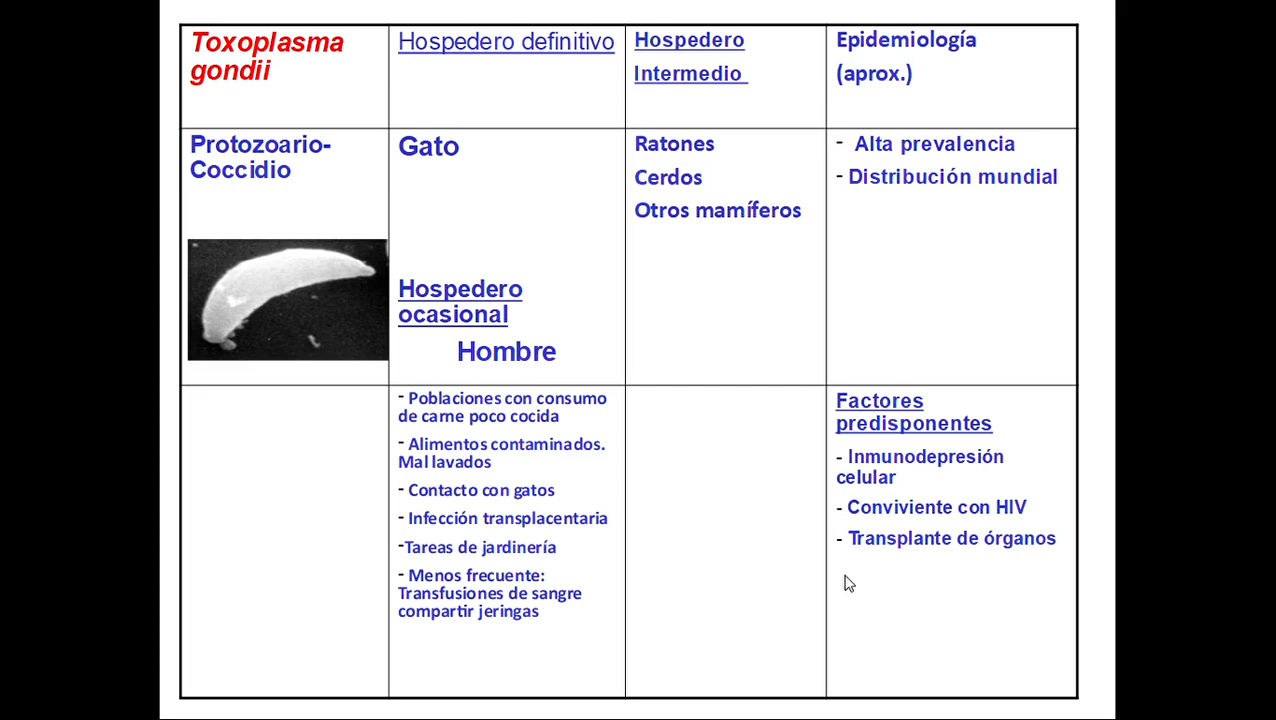 Toxoplasma
gondii
Hospedero definitivo
Hospedero
Intermedio
Epidemiología
(aprox.)
Protozoario-
Coccidio
Gato
Hospedero
ocasional
Hombre
Ratones
Cerdos
Otros mamíferos
- Alta prevalencia
- Distribución mundial
- Poblaciones con consumo
de carne poco cocida
- Alimentos contaminados.
Mal lavados
- Contacto con gatos
- Infección transplacentaria
-Tareas de jardinería
- Menos frecuente:
Transfusiones de sangre
compartir jeringas
Factores
predisponentes
- Inmunodepresión
celular
- Conviviente con HIV
- Transplante de órganos